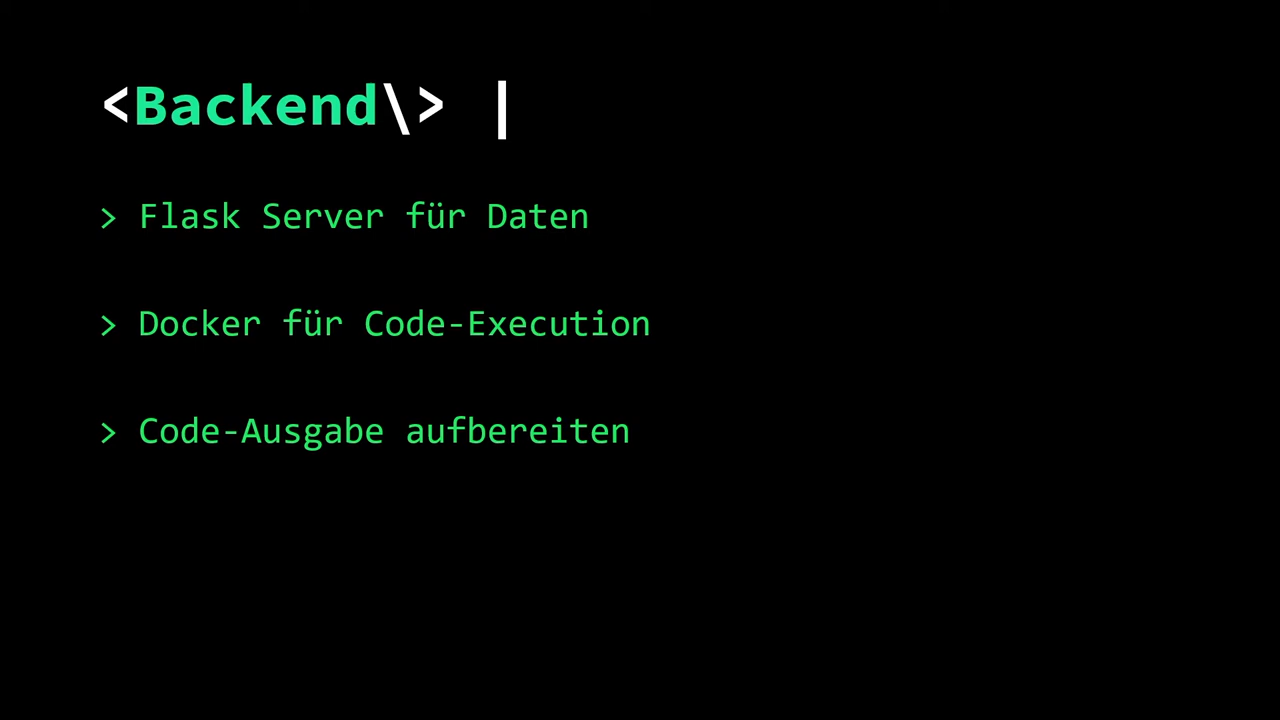 <Backend\> |
> Flask Server für Daten
> Docker für Code-Execution
> Code-Ausgabe aufbereiten